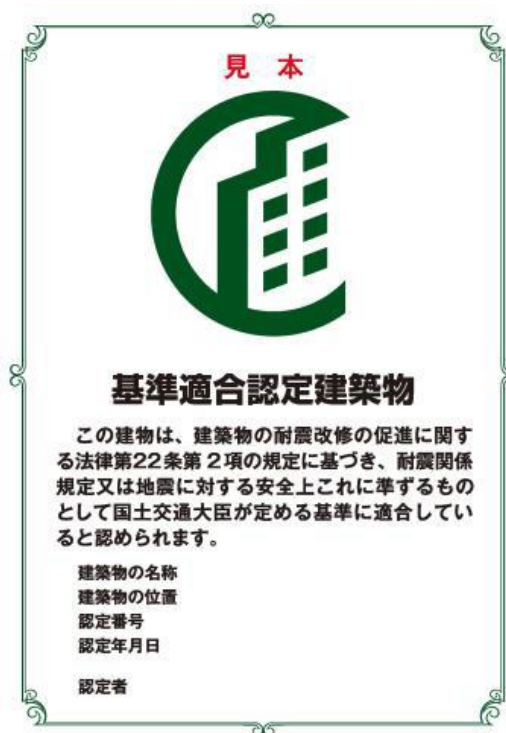 見 本
基準適合認定建築物
この建物は、建築物の耐震改修の促進に関す
る法律第22条第２項の規定に基づき、耐震関係
規定又は地震に対する安全上これに準ずるもの
として国土交通大臣が定める基準に適合してい
ると認められます。
建築物の名称
建築物の位置
認定番号
認定年月日
認定者